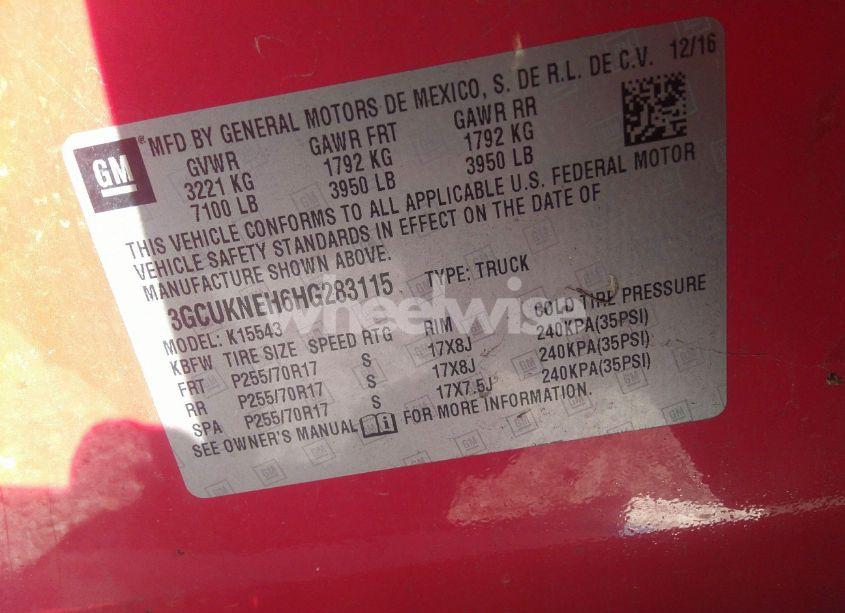 MFD BY GENERAL MOTORS DE MEXICO, S. DE R.L. DE C.V. 12/16
GM ®
GVWR GAWR FRT GAWR RR
3221 KG 1792 KG 1792 KG
7100 LB 3950 LB 3950 LB
THIS VEHICLE CONFORMS TO ALL APPLICABLE U.S. FEDERAL MOTOR
VEHICLE SAFETY STANDARDS IN EFFECT ON THE DATE OF
MANUFACTURE SHOWN ABOVE.
3GCUKNEH6HG283115 TYPE: TRUCK
wheelwise
MODEL: K15543
KBFW TIRE SIZE SPEED RTG RIM COLD TIRE PRESSURE
FRT P255/70R17 S 17X8J 240KPA(35PSI)
RR P255/70R17 S 17X8J 240KPA(35PSI)
SPA P255/70R17 S 17X7.5J 240KPA(35PSI)
SEE OWNER'S MANUAL FOR MORE INFORMATION.